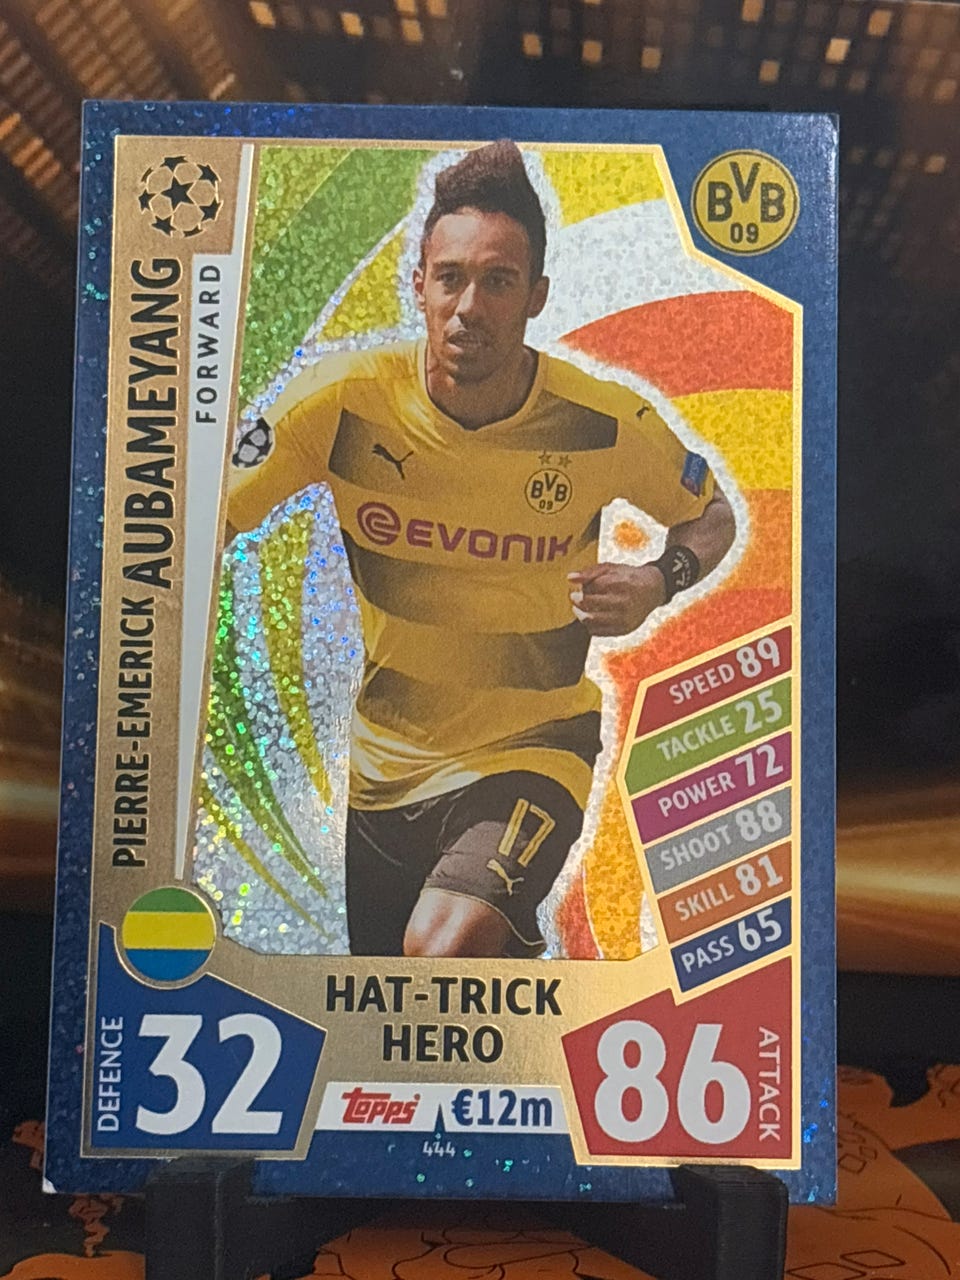 PIERRE-EMERICK AUBAMEYANG
FORWARD
BVB
09
BVB
09
EVONIK
17
SPEED 89
TACKLE 25
POWER 72
SHOOT 88
SKILL 81
PASS 65
HAT-TRICK
HERO
DEFENCE 32
86 ATTACK
Topps €12m
444